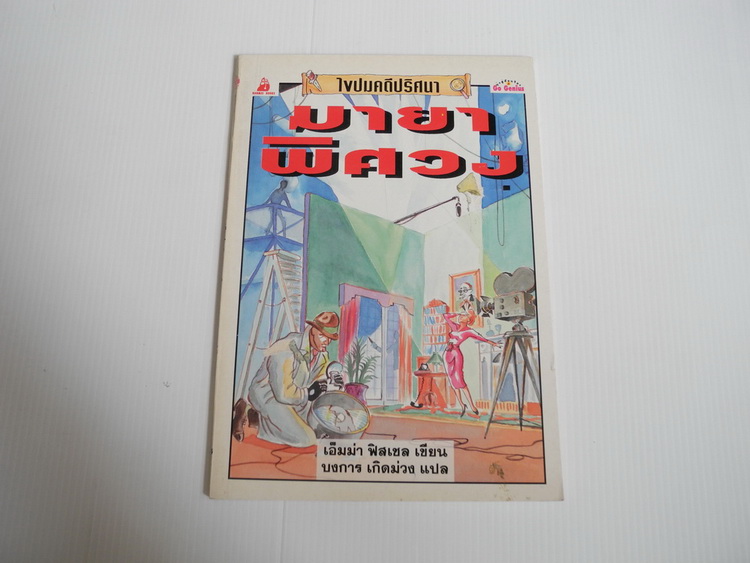 ไขปมคดีปริศนา
Be Genius
มายา
พิศวง
เอ็มม่า ฟิสเชล เขียน
บงการ เกิดม่วง แปล